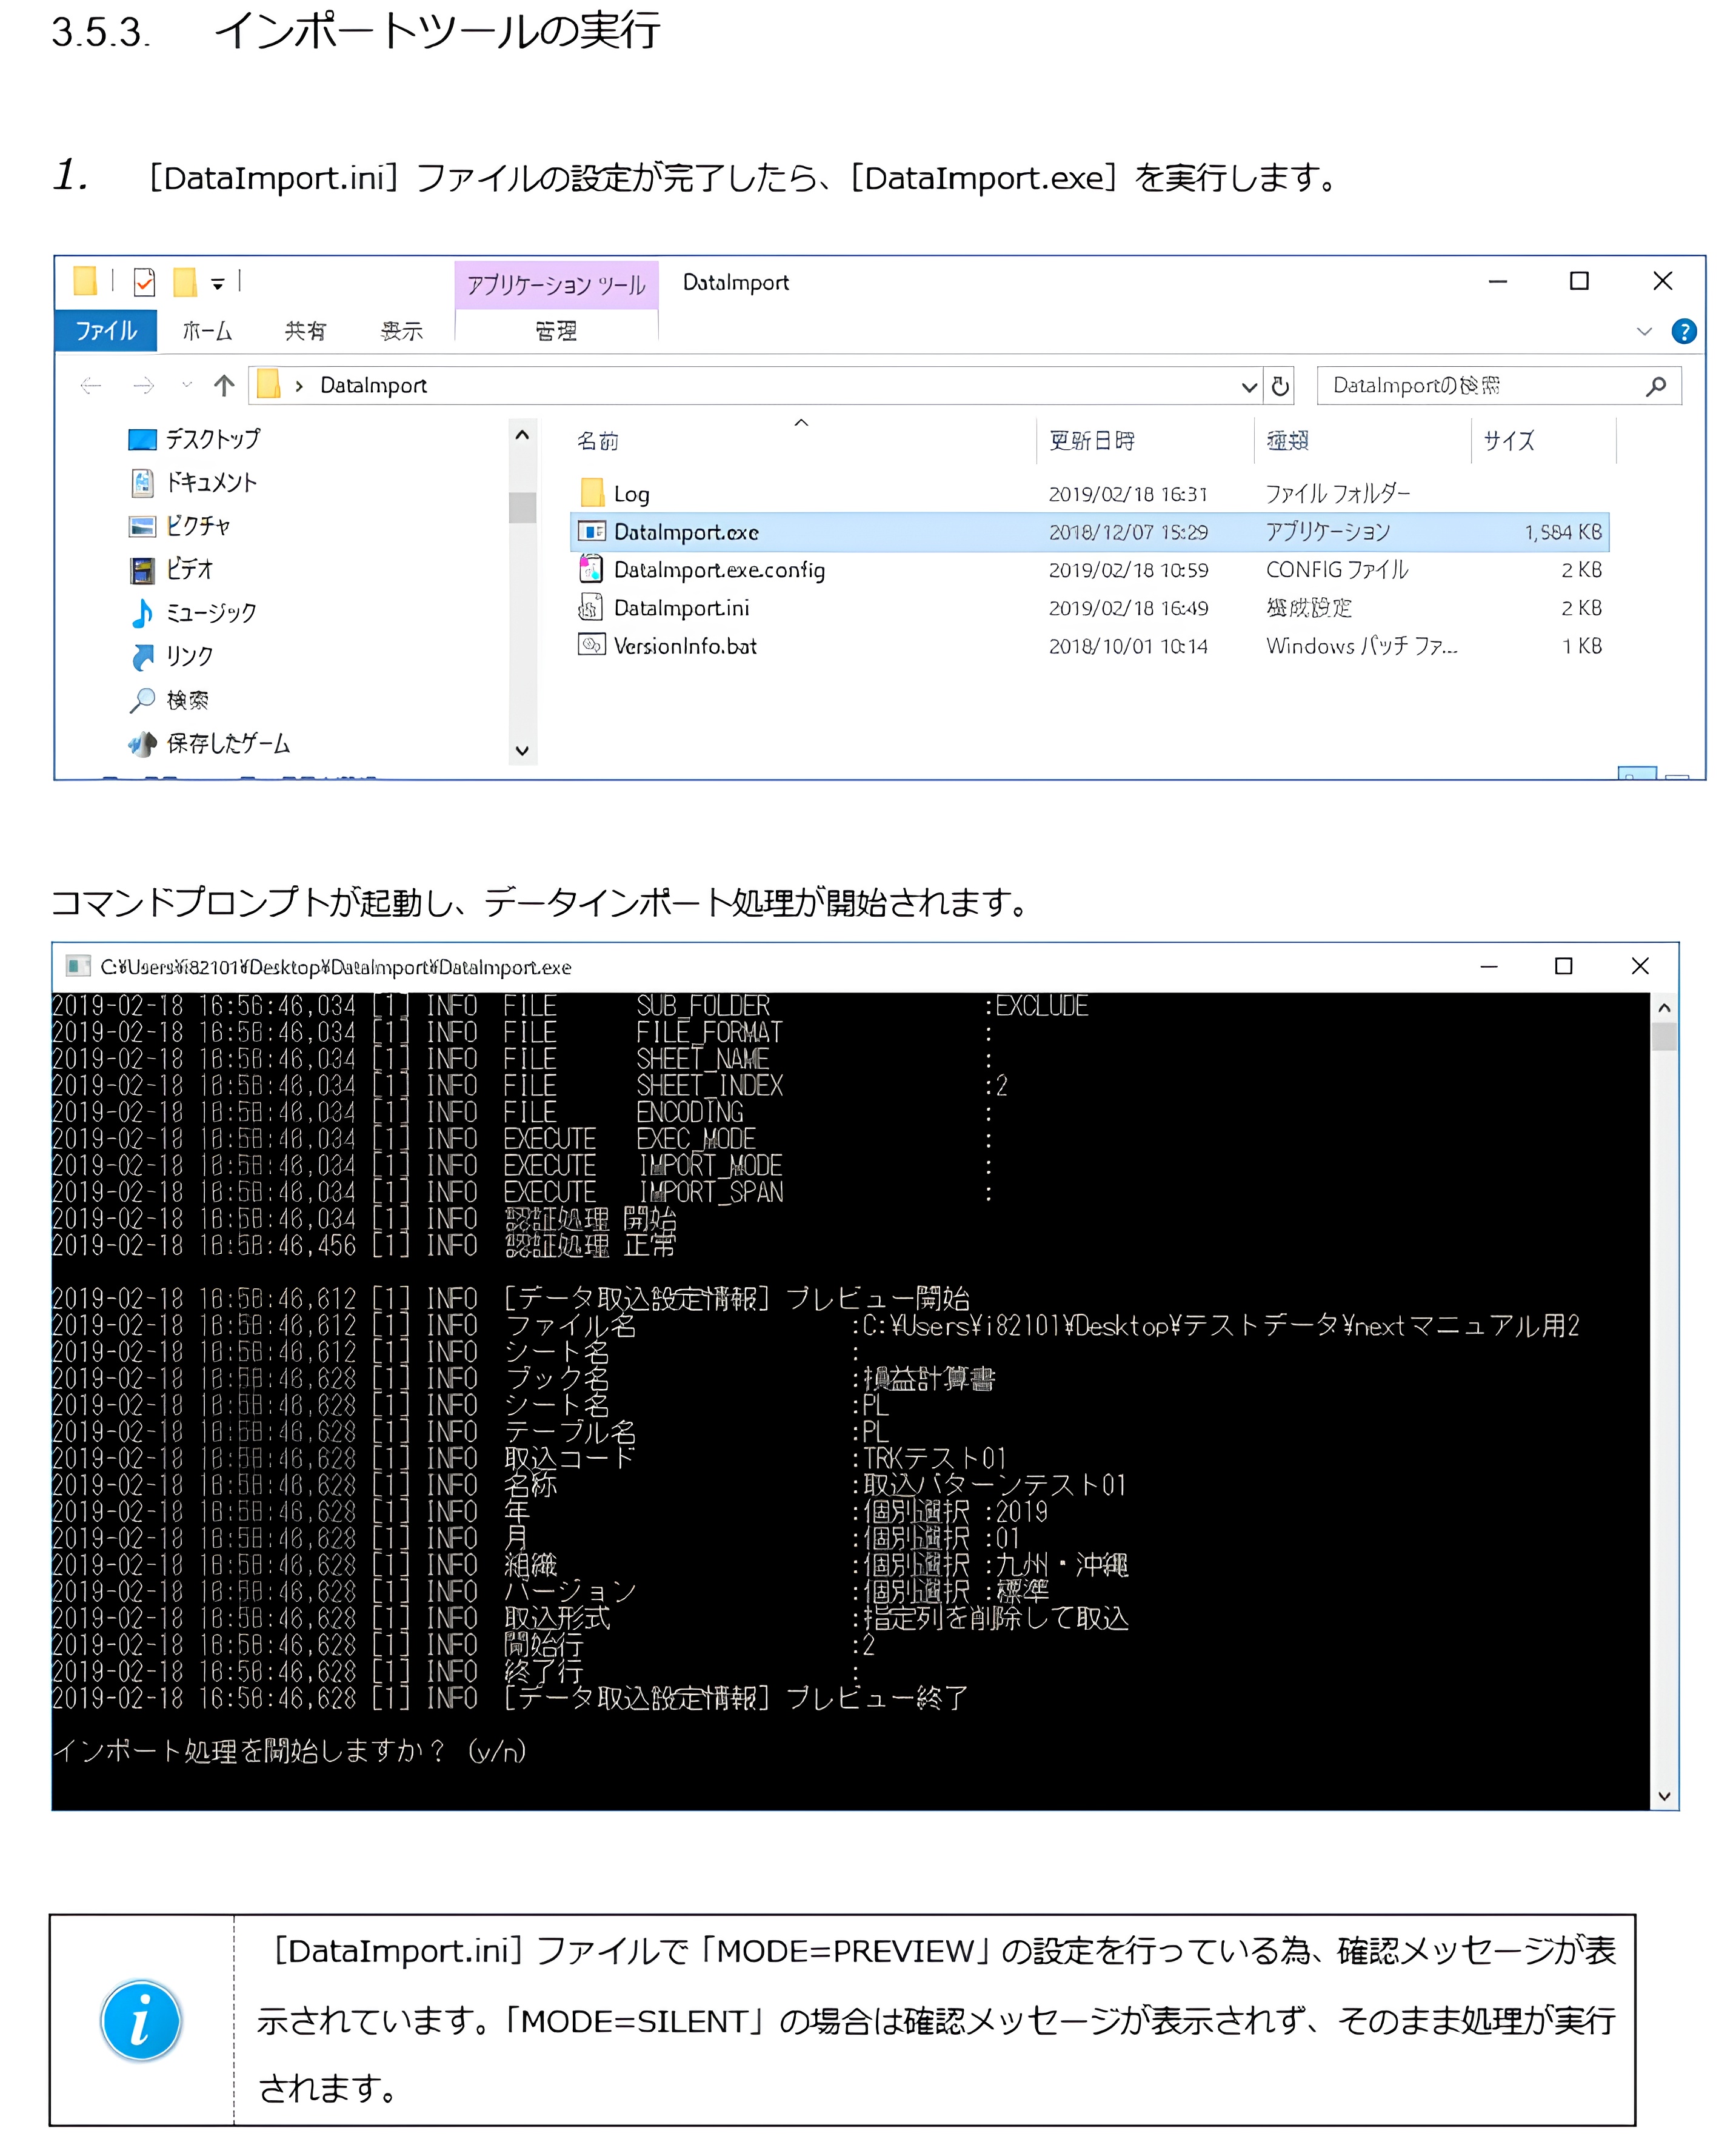 3.5.3. インポートツールの実行
1. ［DataImport.ini］ファイルの設定が完了したら、［DataImport.exe］を実行します。
アプリケーション ツール DataImport
ファイル ホーム 共有 表示 管理
DataImport DataImportの検索
名前 更新日時 種類 サイズ
デスクトップ
ドキュメント
ピクチャ
ビデオ
ミュージック
リンク
検索
保存したゲーム
Log 2019/02/18 16:31 ファイル フォルダー
DataImport.exe 2018/12/07 15:29 アプリケーション 1,584 KB
DataImport.exe.config 2019/02/18 10:59 CONFIG ファイル 2 KB
DataImport.ini 2019/02/18 16:49 構成設定 2 KB
VersionInfo.bat 2018/10/01 10:14 Windows バッチ ファ... 1 KB
コマンドプロンプトが起動し、データインポート処理が開始されます。
C:¥Users¥i82101¥Desktop¥DataImport¥DataImport.exe
2019-02-18 16:56:46,034 [1] INFO FILE SUB_FOLDER :EXCLUDE
2019-02-18 16:56:46,034 [1] INFO FILE FILE_FORMAT :
2019-02-18 16:56:46,034 [1] INFO FILE SHEET_NAME :
2019-02-18 16:56:46,034 [1] INFO FILE SHEET_INDEX :2
2019-02-18 16:56:46,034 [1] INFO FILE ENCODING :
2019-02-18 16:56:46,034 [1] INFO EXECUTE EXEC_MODE :
2019-02-18 16:56:46,034 [1] INFO EXECUTE IMPORT_MODE :
2019-02-18 16:56:46,034 [1] INFO EXECUTE IMPORT_SPAN :
2019-02-18 16:56:46,034 [1] INFO 認証処理 開始
2019-02-18 16:56:46,456 [1] INFO 認証処理 正常
2019-02-18 16:56:46,612 [1] INFO [データ取込設定情報] プレビュー開始
2019-02-18 16:56:46,612 [1] INFO ファイル名 :C:¥Users¥i82101¥Desktop¥テストデータ¥nextマニュアル用2
2019-02-18 16:56:46,612 [1] INFO シート名 :
2019-02-18 16:56:46,628 [1] INFO ブック名 :損益計算書
2019-02-18 16:56:46,628 [1] INFO シート名 :PL
2019-02-18 16:56:46,628 [1] INFO テーブル名 :PL
2019-02-18 16:56:46,628 [1] INFO 取込コード :TRKテスト01
2019-02-18 16:56:46,628 [1] INFO 名称 :取込パターンテスト01
2019-02-18 16:56:46,628 [1] INFO 年 :個別選択 :2019
2019-02-18 16:56:46,628 [1] INFO 月 :個別選択 :01
2019-02-18 16:56:46,628 [1] INFO 組織 :個別選択 :九州・沖縄
2019-02-18 16:56:46,628 [1] INFO バージョン :個別選択 :標準
2019-02-18 16:56:46,628 [1] INFO 取込形式 :指定列を削除して取込
2019-02-18 16:56:46,628 [1] INFO 開始行 :2
2019-02-18 16:56:46,628 [1] INFO 終了行 :
2019-02-18 16:56:46,628 [1] INFO [データ取込設定情報] プレビュー終了
インポート処理を開始しますか？ (y/n)
［DataImport.ini］ファイルで「MODE=PREVIEW」の設定を行っている為、確認メッセージが表
示されています。「MODE=SILENT」の場合は確認メッセージが表示されず、そのまま処理が実行
されます。